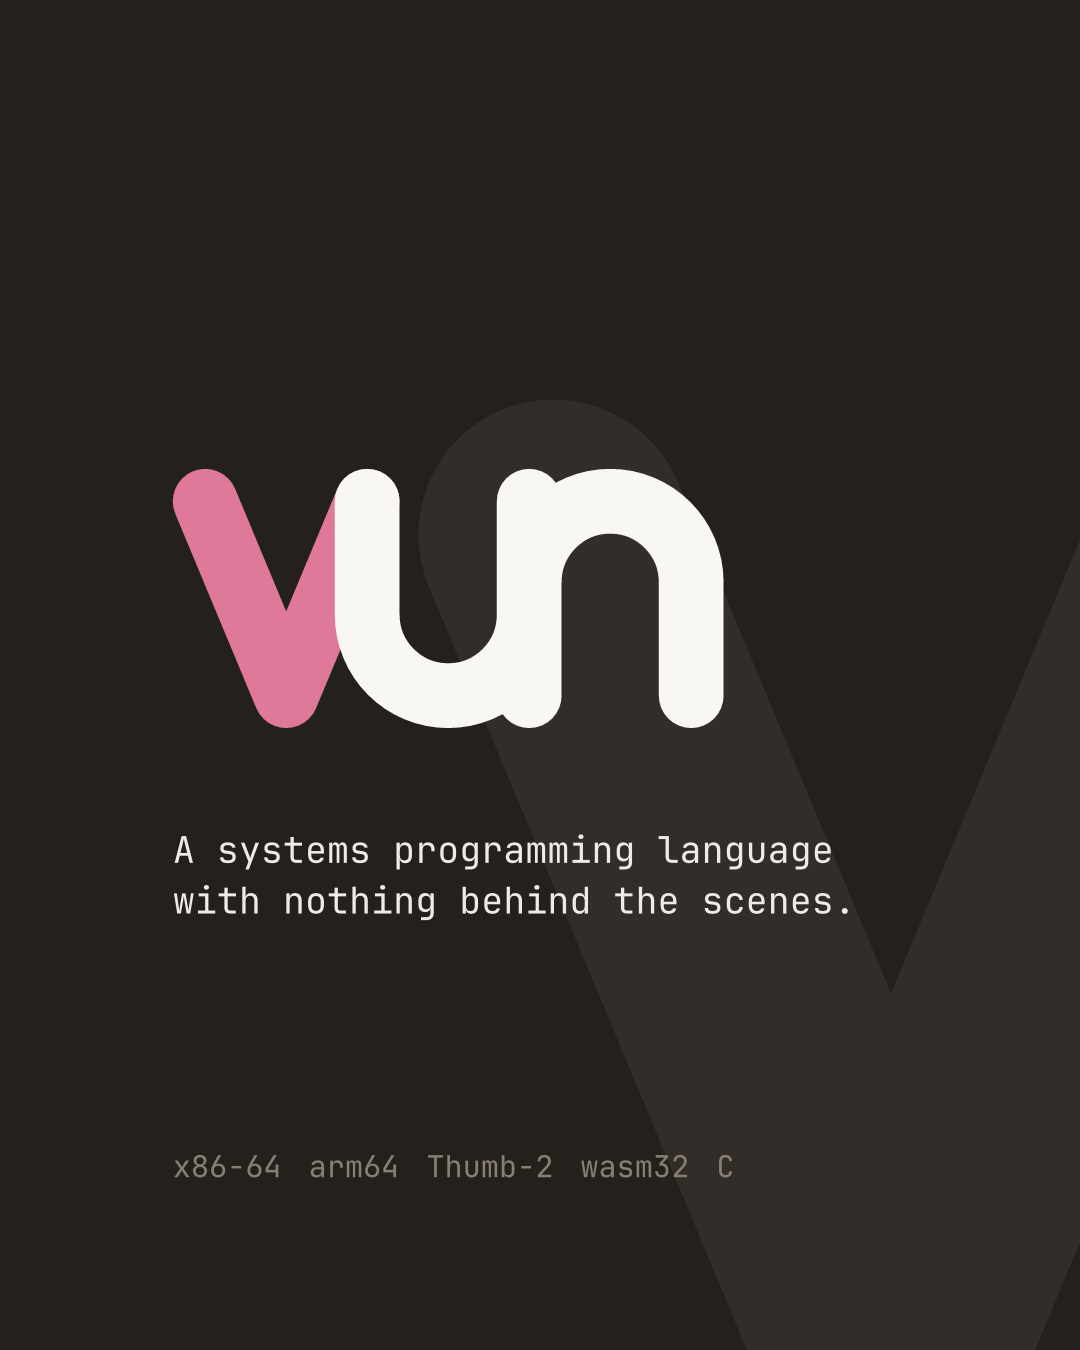 vun
A systems programming language
with nothing behind the scenes.
x86-64 arm64 Thumb-2 wasm32 C